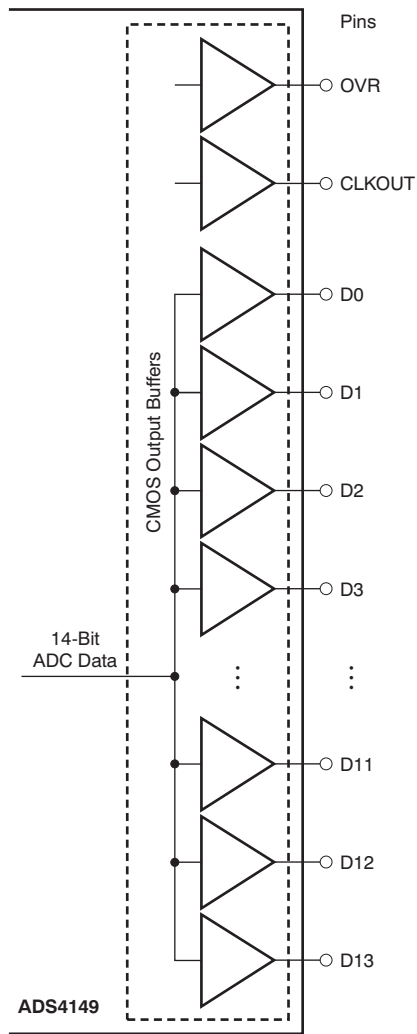 Pins
OVR
CLKOUT
D0
CMOS Output Buffers
D1
D2
D3
14-Bit
ADC Data
D11
D12
D13
ADS4149